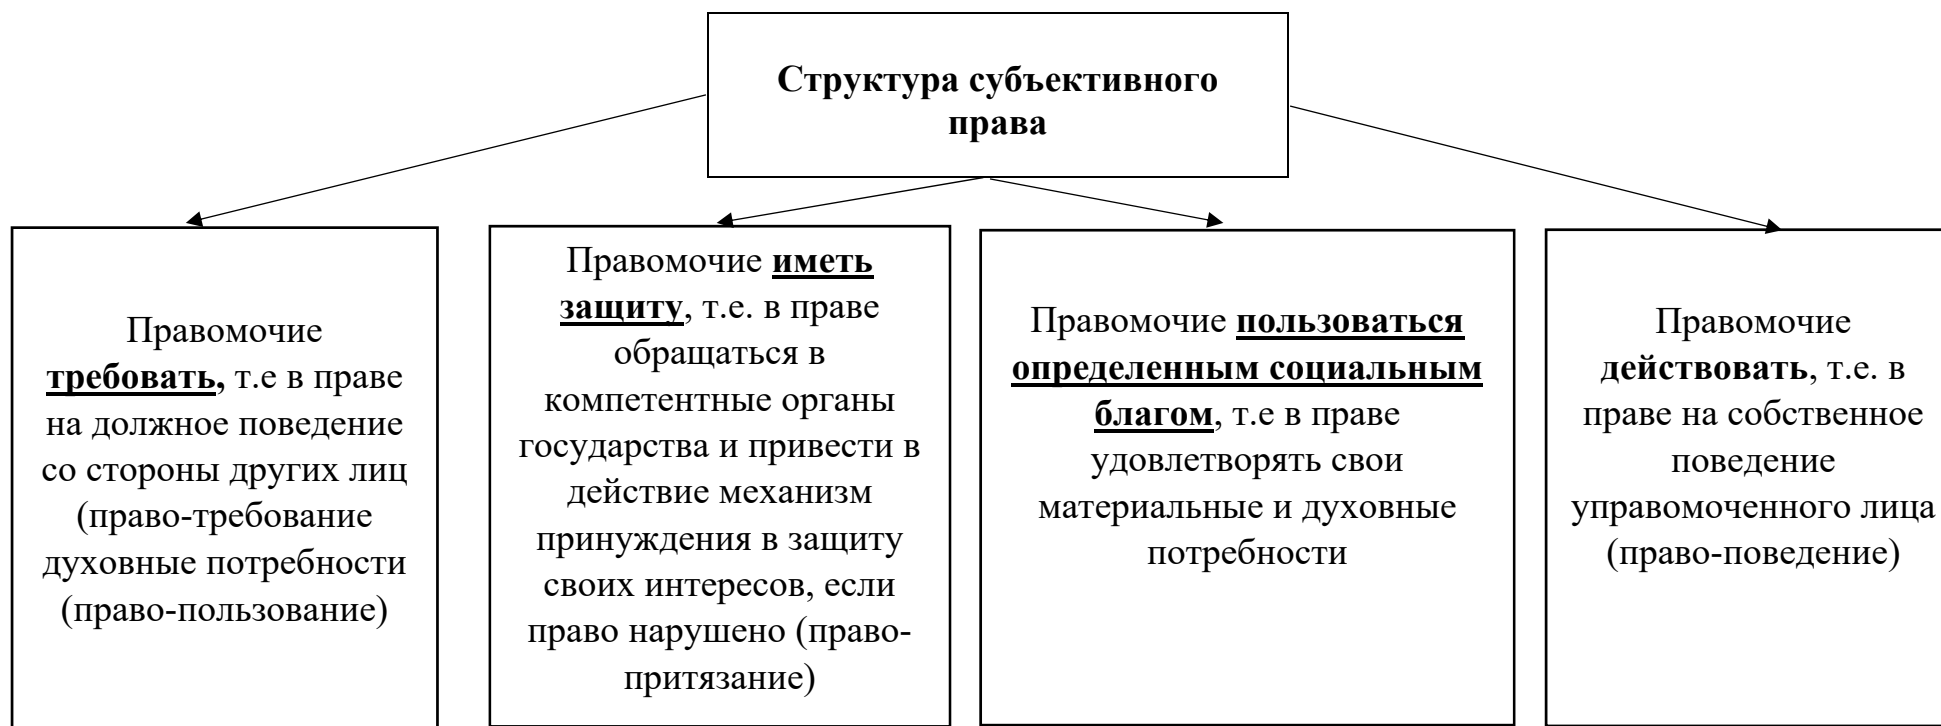 Структура субъективного
права
Правомочие
требовать, т.е в праве
на должное поведение
со стороны других лиц
(право-требование
духовные потребности
(право-пользование)
Правомочие иметь
защиту, т.е. в праве
обращаться в
компетентные органы
государства и привести в
действие механизм
принуждения в защиту
своих интересов, если
право нарушено (право-
притязание)
Правомочие пользоваться
определенным социальным
благом, т.е в праве
удовлетворять свои
материальные и духовные
потребности
Правомочие
действовать, т.е. в
праве на собственное
поведение
управомоченного лица
(право-поведение)